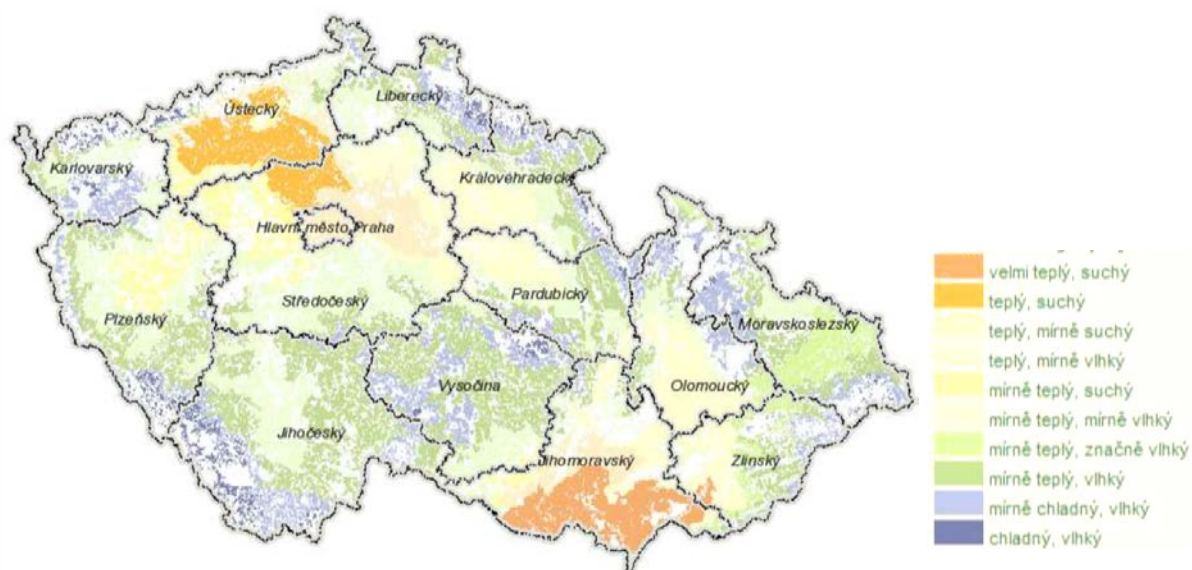 Ústecký
Liberecký
Karlovarský
Královéhradecký
Hlavní město Praha
Středočeský
Pardubický
Plzeňský
Moravskoslezský
Vysočina
Olomoucký
Jihočeský
Jihomoravský
Zlínský
velmi teplý, suchý
teplý, suchý
teplý, mírně suchý
teplý, mírně vlhký
mírně teplý, suchý
mírně teplý, mírně vlhký
mírně teplý, značně vlhký
mírně teplý, vlhký
mírně chladný, vlhký
chladný, vlhký